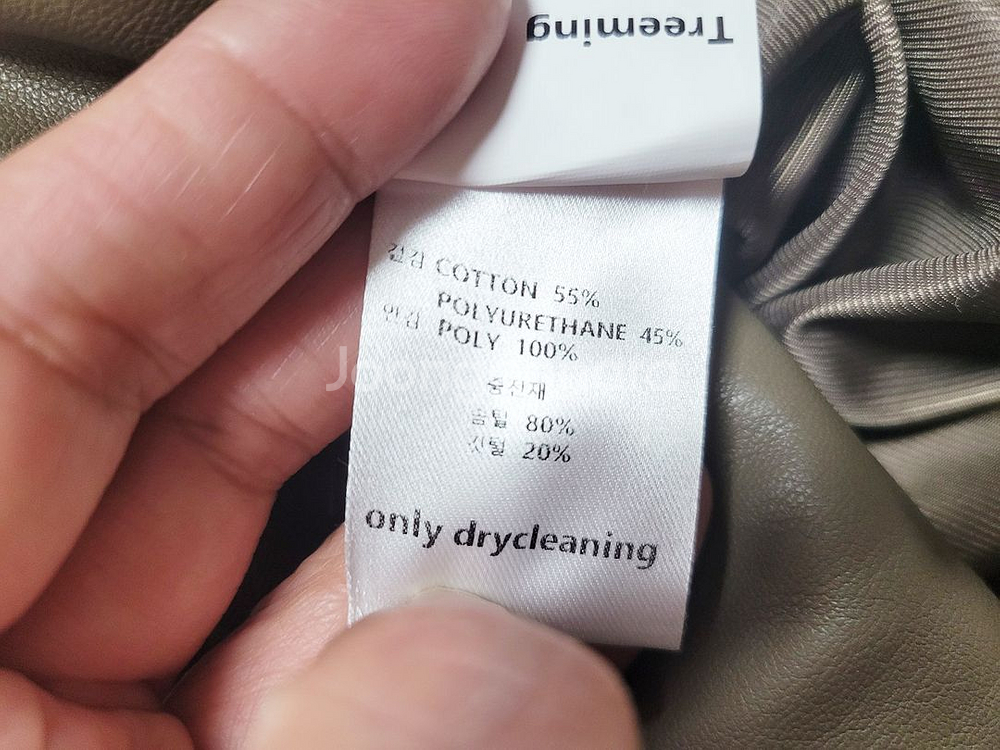 Treeming
겉감 COTTON 55%
POLYURETHANE 45%
안감 POLY 100%
충전재
솜털 80%
깃털 20%
only drycleaning